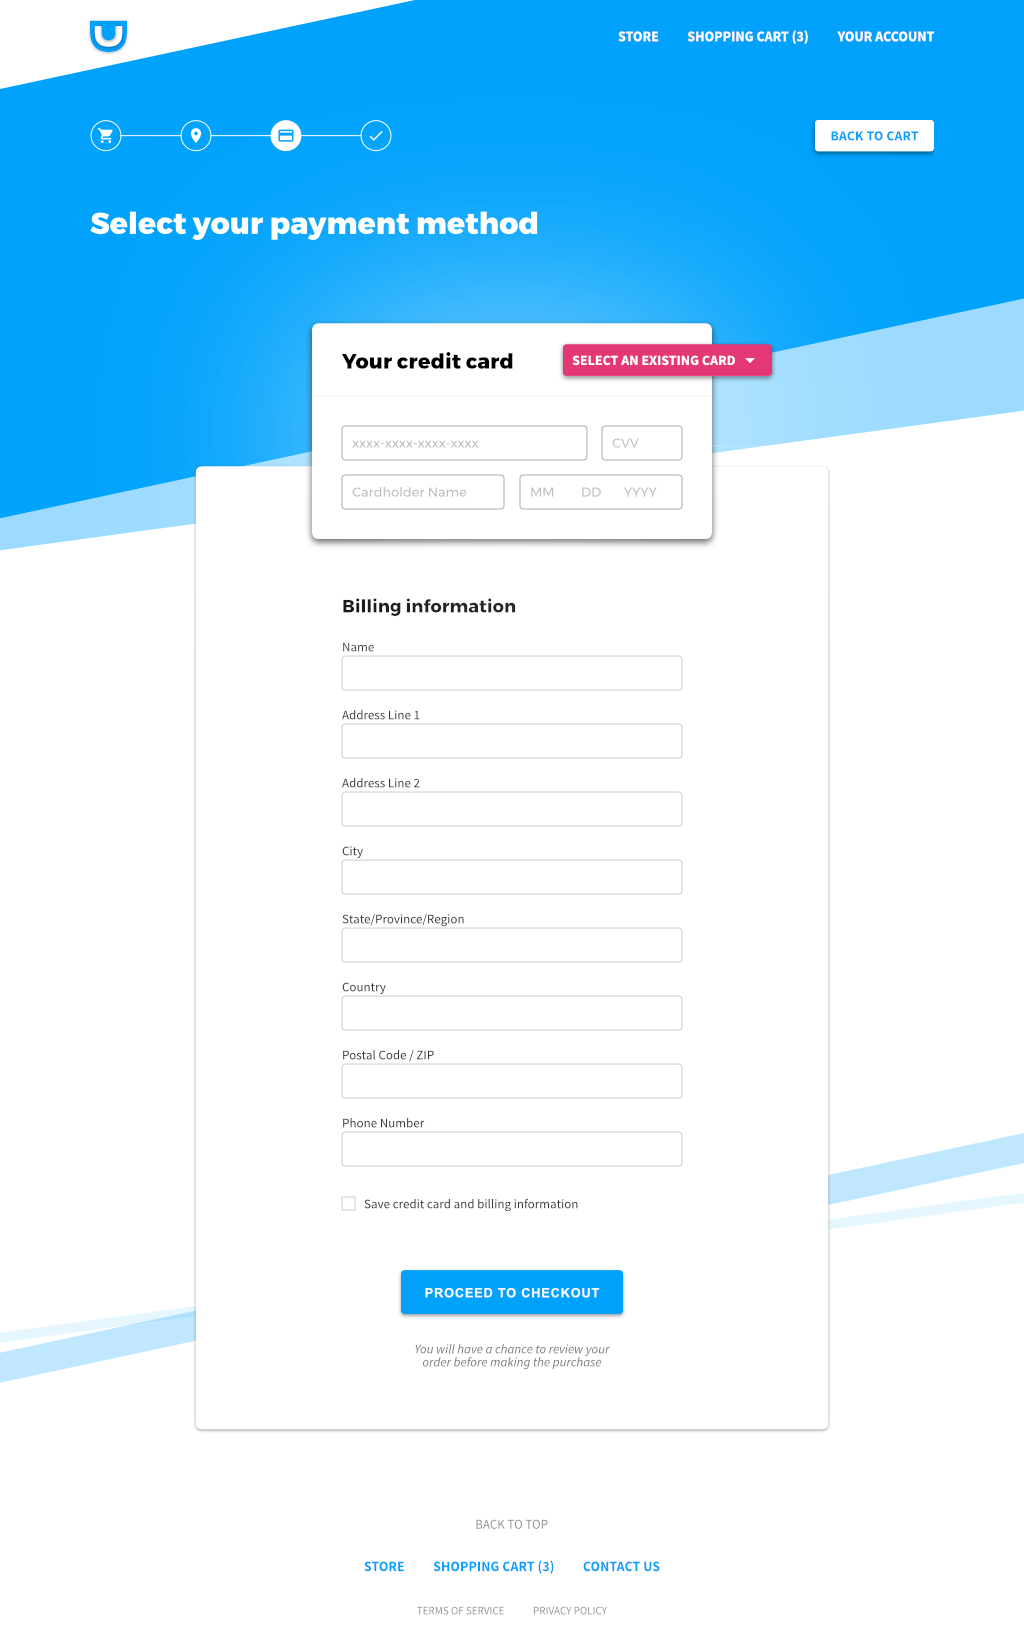 STORE SHOPPING CART (3) YOUR ACCOUNT
BACK TO CART
Select your payment method
Your credit card
SELECT AN EXISTING CARD
xxxx-xxxx-xxxx-xxxx CVV
Cardholder Name MM DD YYYY
Billing information
Name
Address Line 1
Address Line 2
City
State/Province/Region
Country
Postal Code / ZIP
Phone Number
Save credit card and billing information
PROCEED TO CHECKOUT
You will have a chance to review your
order before making the purchase
BACK TO TOP
STORE SHOPPING CART (3) CONTACT US
TERMS OF SERVICE PRIVACY POLICY